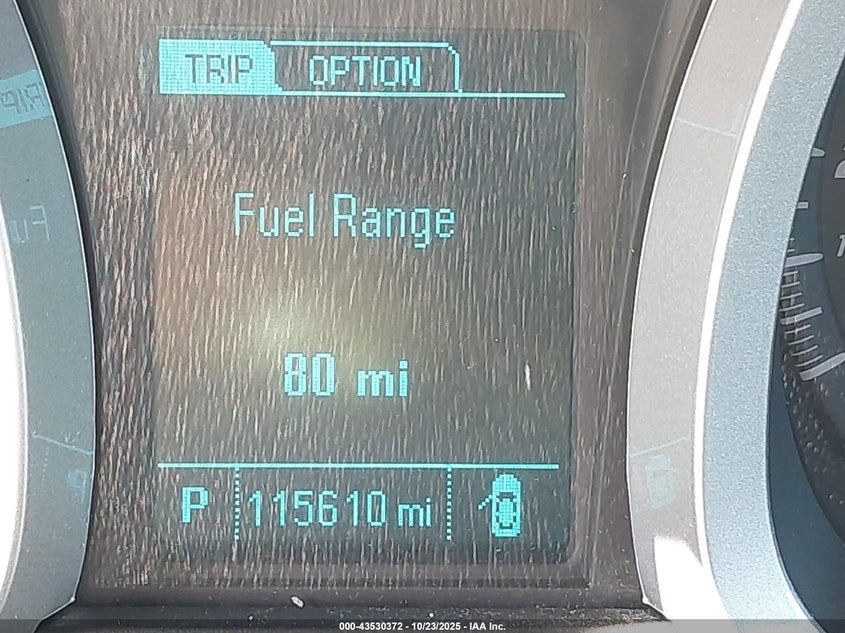 TRIP OPTION
Fuel Range
80 mi
P 115610 mi
000-43530372 - 10/23/2025 - IAA Inc.